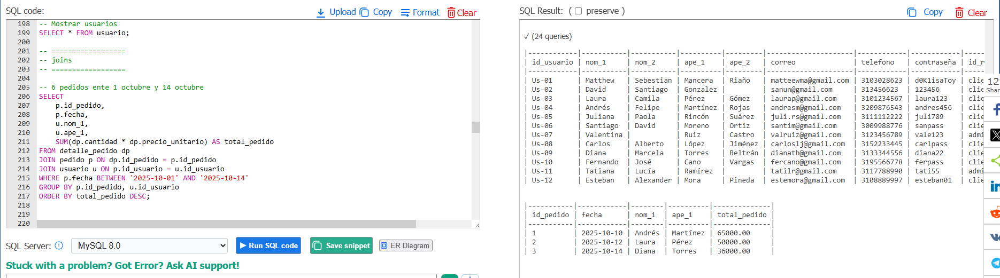 SQL code:
Upload Copy Format Clear
198 -- Mostrar usuarios
199 SELECT * FROM usuario;
200
201 -- ==================
202 -- joins
203 -- ==================
204
205 -- 6 pedidos ente 1 octubre y 14 octubre
206 SELECT
207 p.id_pedido,
208 p.fecha,
209 u.nom_1,
210 u.ape_1,
211 SUM(dp.cantidad * dp.precio_unitario) AS total_pedido
212 FROM detalle_pedido dp
213 JOIN pedido p ON dp.id_pedido = p.id_pedido
214 JOIN usuario u ON p.id_usuario = u.id_usuario
215 WHERE p.fecha BETWEEN '2025-10-01' AND '2025-10-14'
216 GROUP BY p.id_pedido, u.id_usuario
217 ORDER BY total_pedido DESC;
218
219
220
SQL Server: MySQL 8.0 Run SQL code Save snippet ER Diagram
Stuck with a problem? Got Error? Ask AI support!
SQL Result: ( preserve ) Copy Clear
✓ (24 queries)
|-----------|----------|----------|---------|--------|--------------------|-----------|-----------|-----
| id_usuario | nom_1 | nom_2 | ape_1 | ape_2 | correo | telefono | contraseña | id_r
|-----------|----------|----------|---------|--------|--------------------|-----------|-----------|-----
| Us-01 | Matthew | Sebestian | Mancera | Riaño | matteewma@gmail.com | 3103028623 | d0K1isaToy | clie
| Us-02 | David | Santiago | Gonzalez | | sanun@gmail.com | 313456623 | 123456 | clie
| Us-03 | Laura | Camila | Pérez | Gómez | laurap@gmail.com | 3101234567 | laura123 | clie
| Us-04 | Andrés | Felipe | Martínez | Rojas | andresm@gmail.com | 3209876543 | andres456 | clie
| Us-05 | Juliana | Paola | Rincón | Suárez | juli.rs@gmail.com | 3111112222 | juli789 | clie
| Us-06 | Santiago | David | Moreno | Ortiz | santim@gmail.com | 3009988776 | sanpass | clie
| Us-07 | Valentina | | Ruiz | Castro | valruiz@gmail.com | 3123456789 | vale123 | admi
| Us-08 | Carlos | Alberto | López | Jiménez | carloslj@gmail.com | 3152233445 | carlpass | clie
| Us-09 | Diana | Marcela | Torres | Beltrán | dianatb@gmail.com | 3133344556 | diana22 | clie
| Us-10 | Fernando | José | Cano | Vargas | fercano@gmail.com | 3195566778 | ferpass | clie
| Us-11 | Tatiana | Lucía | Ramírez | | tatilr@gmail.com | 3117788990 | tati55 | admi
| Us-12 | Esteban | Alexander | Mora | Pineda | estemora@gmail.com | 3108889997 | esteban01 | clie
|-----------|------------|--------|----------|--------------|
| id_pedido | fecha | nom_1 | ape_1 | total_pedido |
|-----------|------------|--------|----------|--------------|
| 1 | 2025-10-10 | Andrés | Martínez | 65000.00 |
| 2 | 2025-10-12 | Laura | Pérez | 50000.00 |
| 3 | 2025-10-14 | Diana | Torres | 36000.00 |
12
Shar